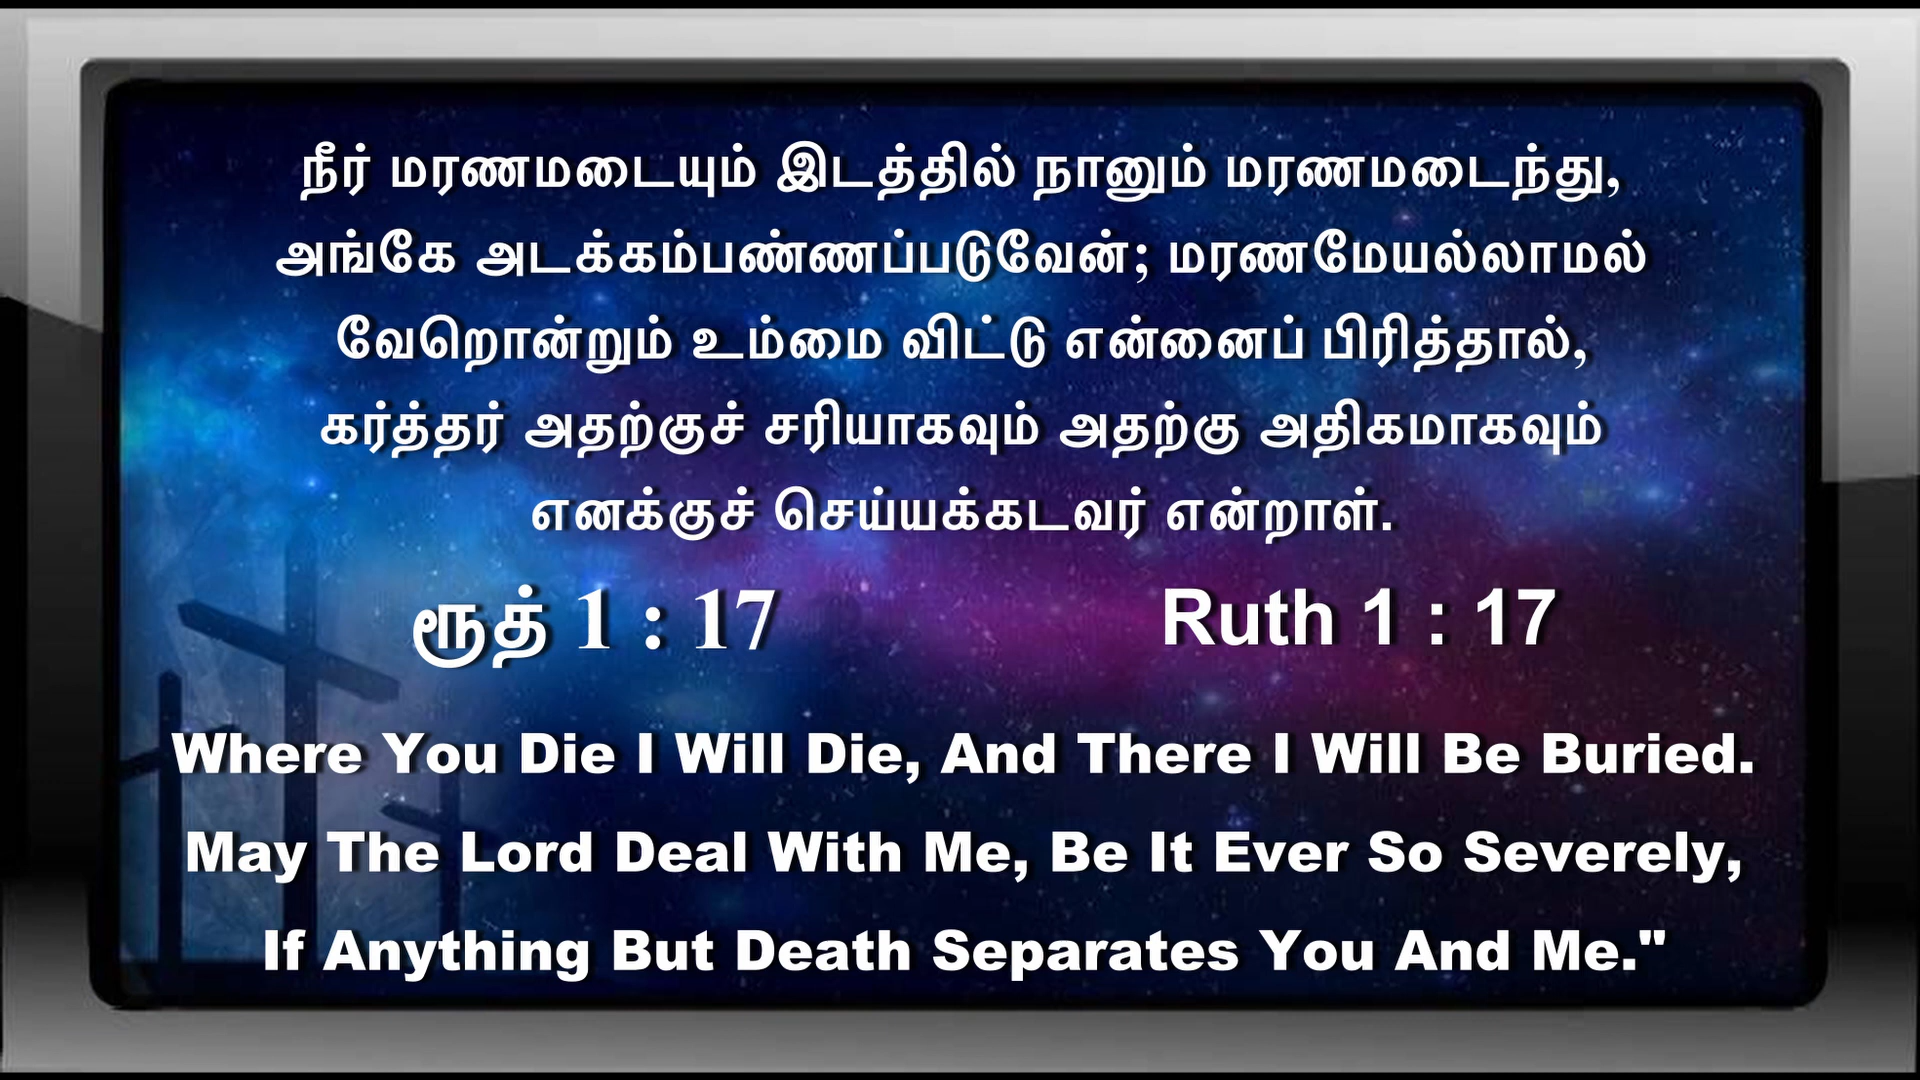 நீர் மரணமடையும் இடத்தில் நானும் மரணமடைந்து,
அங்கே அடக்கம்பண்ணப்படுவேன்; மரணமேயல்லாமல்
வேறொன்றும் உம்மை விட்டு என்னைப் பிரித்தால்,
கர்த்தர் அதற்குச் சரியாகவும் அதற்கு அதிகமாகவும்
எனக்குச் செய்யக்கடவர் என்றாள்.
ரூத் 1 : 17 Ruth 1 : 17
Where You Die I Will Die, And There I Will Be Buried.
May The Lord Deal With Me, Be It Ever So Severely,
If Anything But Death Separates You And Me."